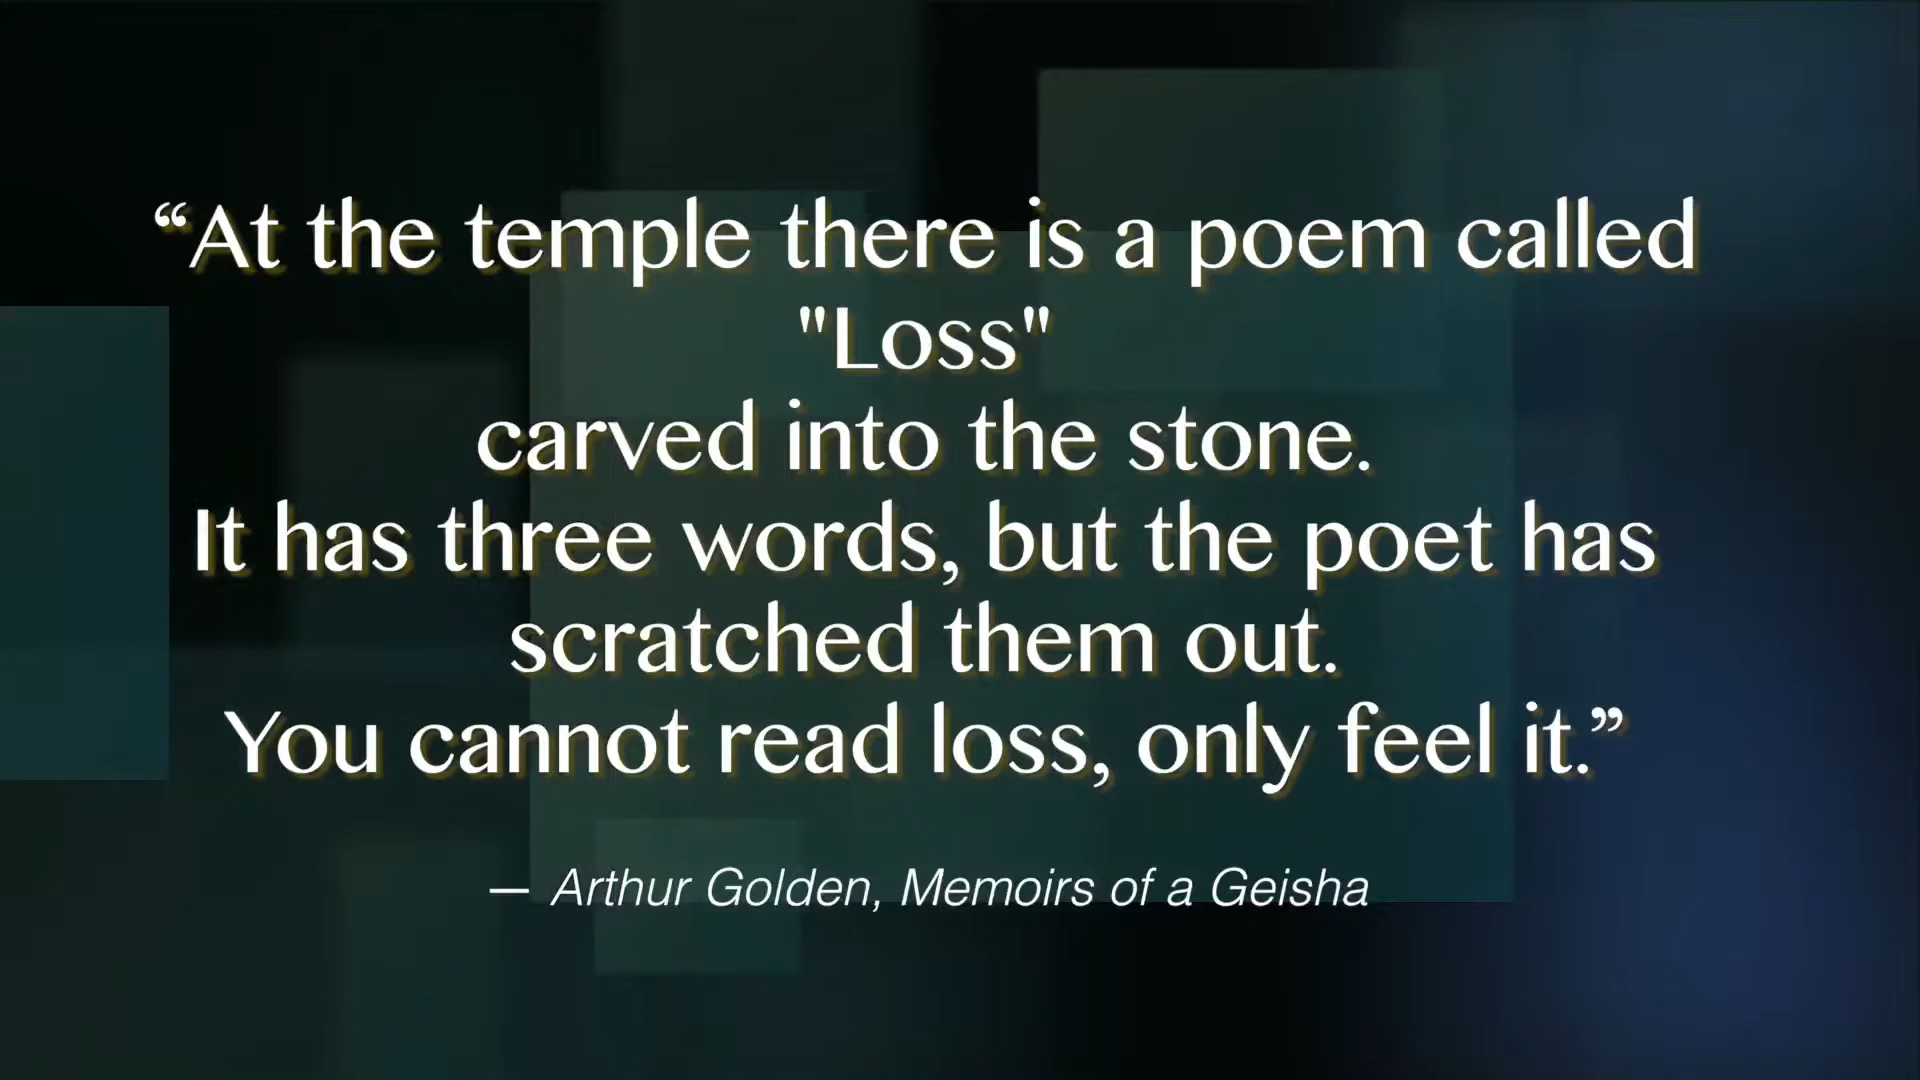 “At the temple there is a poem called
"Loss"
carved into the stone.
It has three words, but the poet has
scratched them out.
You cannot read loss, only feel it.”
— Arthur Golden, Memoirs of a Geisha